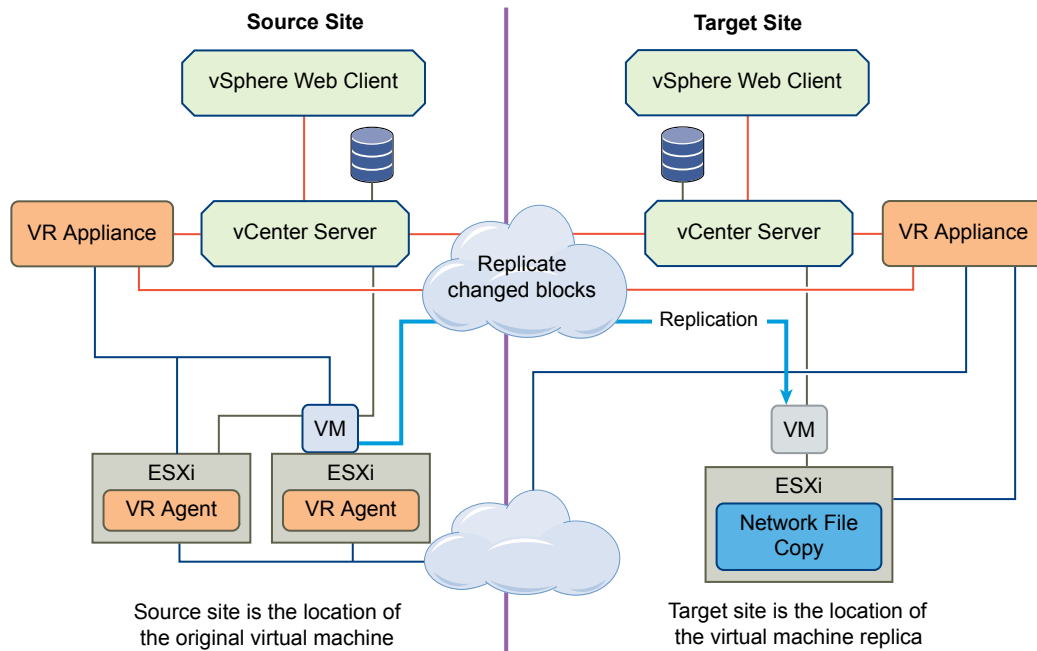 Source Site
Target Site
vSphere Web Client
vSphere Web Client
VR Appliance
vCenter Server
vCenter Server
VR Appliance
Replicate
changed blocks
Replication
VM
VM
ESXi
ESXi
ESXi
VR Agent
VR Agent
Network File
Copy
Source site is the location of
the original virtual machine
Target site is the location of
the virtual machine replica